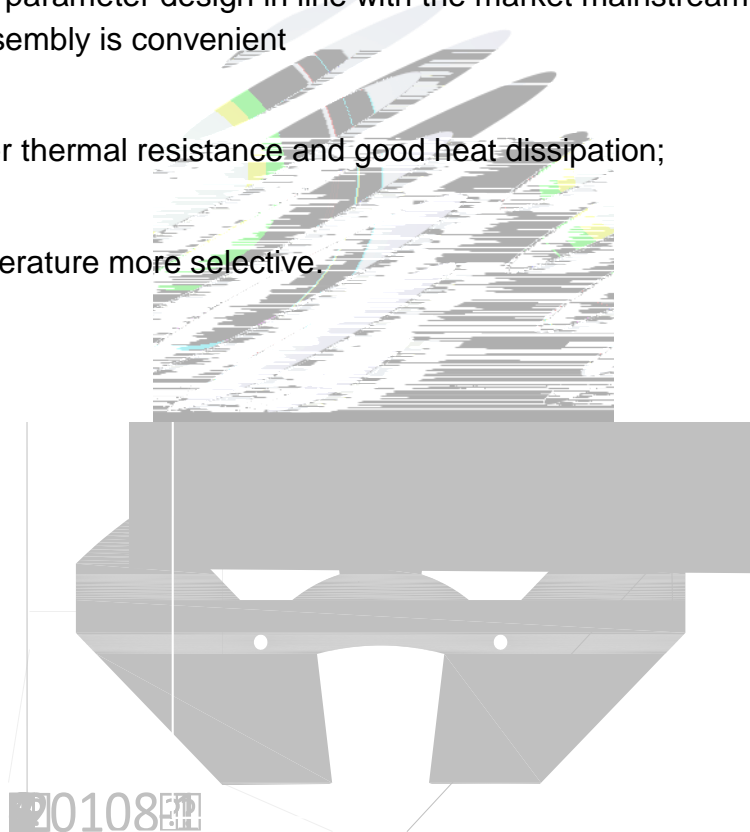 parameter design in line with the market mainstream
sembly is convenient
r thermal resistance and good heat dissipation;
erature more selective.
20108